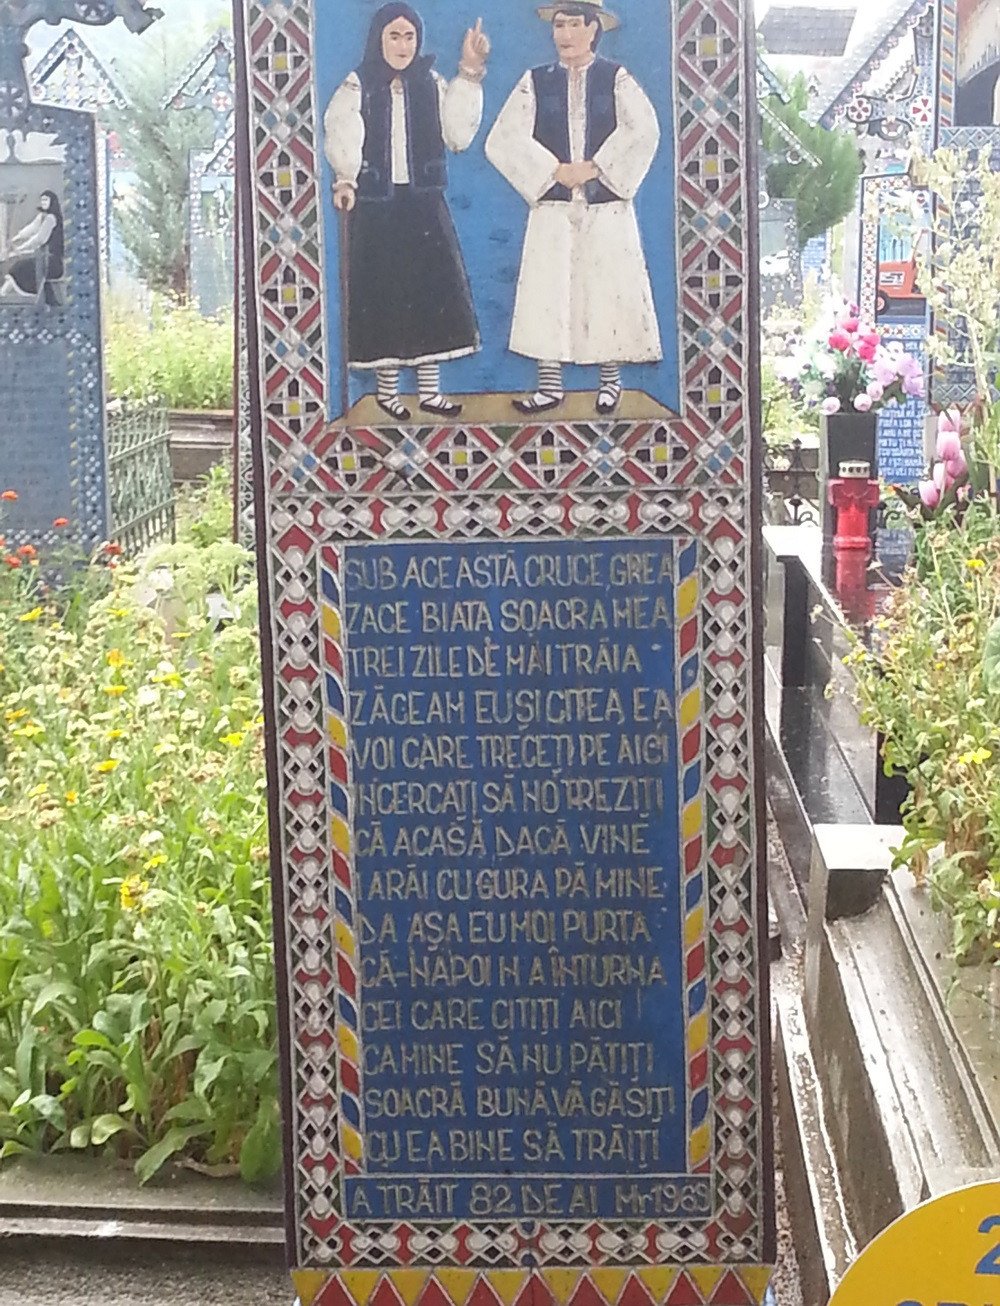 SUB ACEASTĂ CRUCE GREA
ZACE BIATA SOACRA MEA
TREI ZILE DE MAI TRĂIA
ZĂCEAM EU ȘI CITEA EA
VOI CARE TRECEȚI PE AICI
INCERCAȚI SĂ NO TREZIȚI
CĂ ACASĂ DACĂ VINE
IARĂI CU GURA PĂ MINE
DA AȘA EU MOI PURTA
CĂ-NAPOI N A ÎNTURNA
CEI CARE CITIȚI AICI
CA MINE SĂ NU PĂȚIȚI
SOACRĂ BUNĂ VĂ GĂSIȚI
CU EA BINE SĂ TRĂIȚI
A TRĂIT 82 DE AI Mr 1969